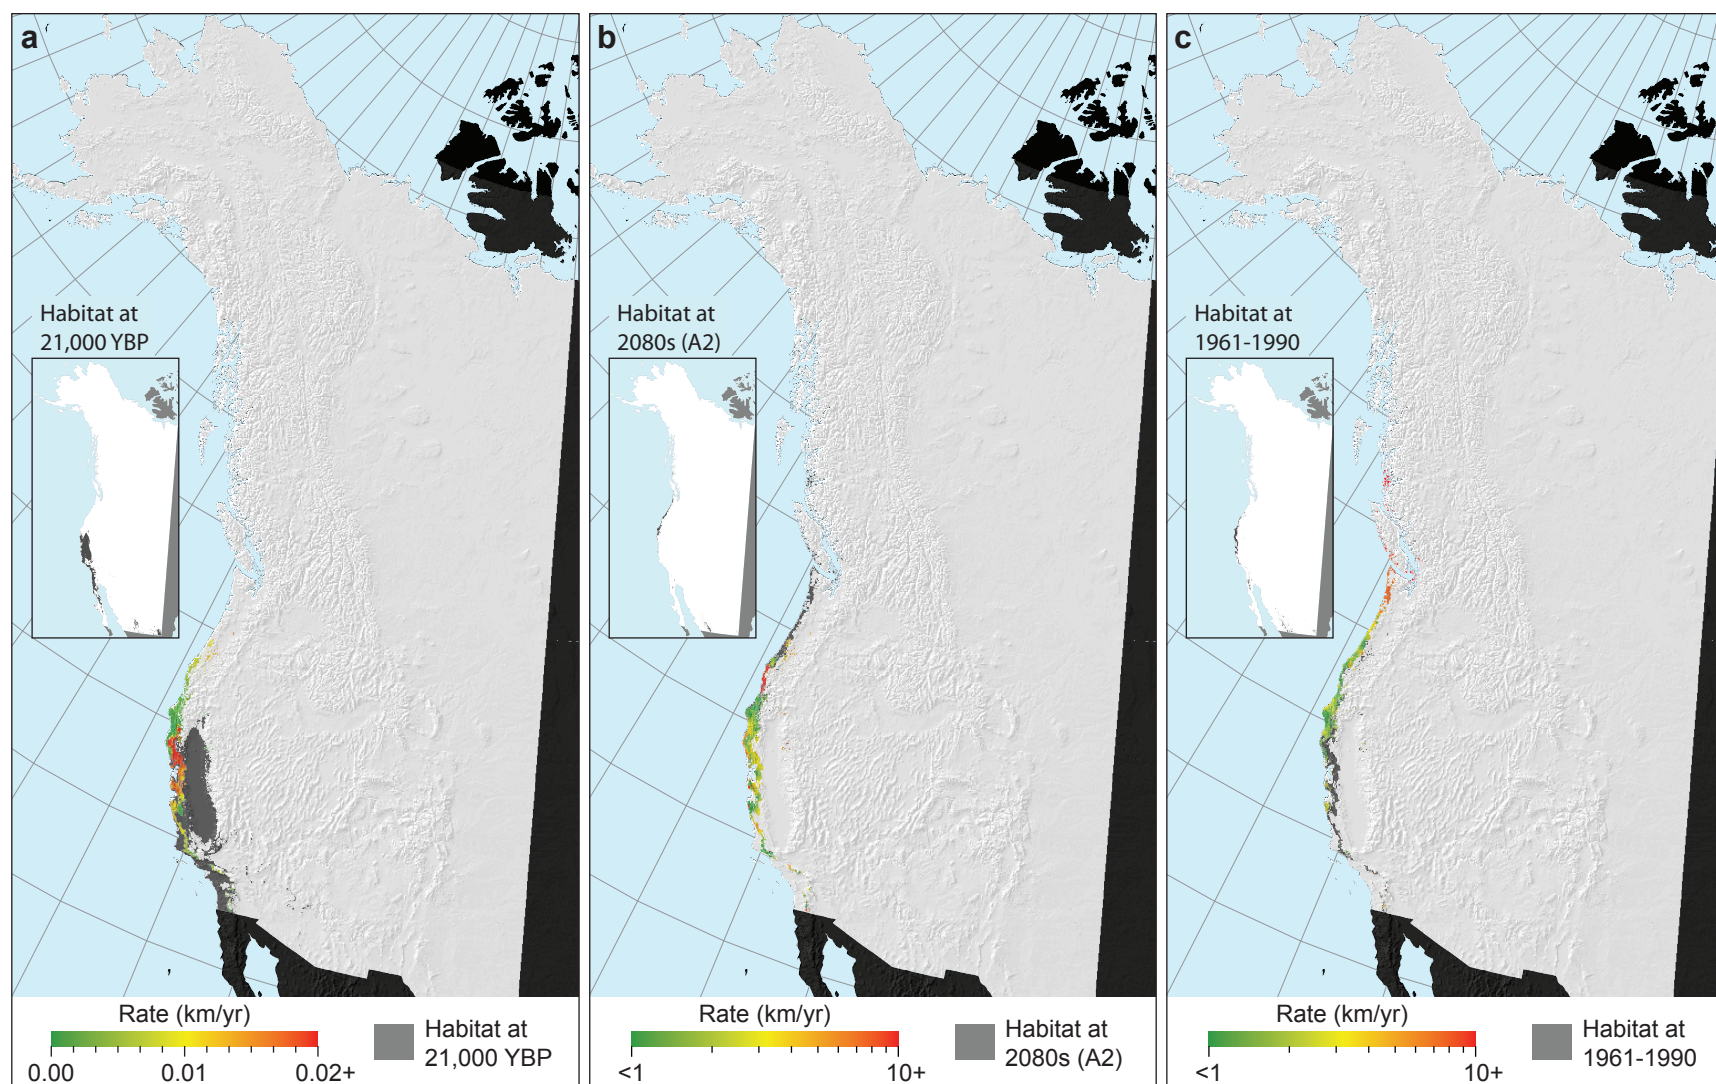 a
Habitat at
21,000 YBP
Rate (km/yr)
0.00 0.01 0.02+
Habitat at
21,000 YBP
b
Habitat at
2080s (A2)
Rate (km/yr)
<1 10+
Habitat at
2080s (A2)
c
Habitat at
1961-1990
Rate (km/yr)
<1 10+
Habitat at
1961-1990